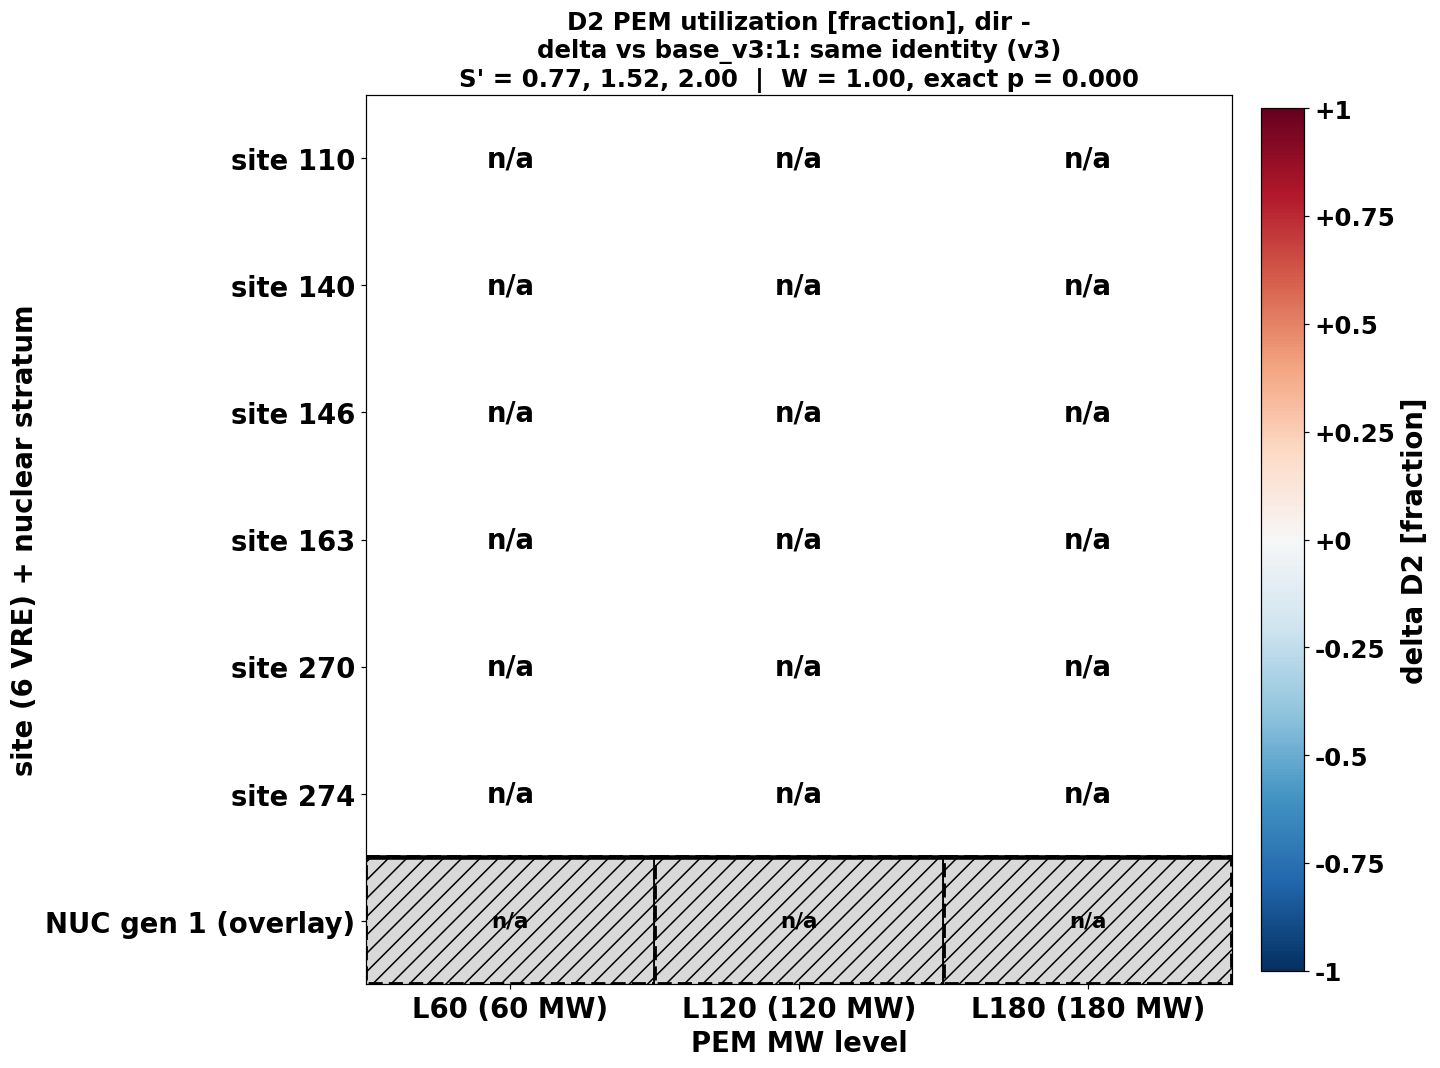 D2 PEM utilization [fraction], dir -
delta vs base_v3:1: same identity (v3)
S' = 0.77, 1.52, 2.00 | W = 1.00, exact p = 0.000
site (6 VRE) + nuclear stratum
site 110 n/a n/a n/a
site 140 n/a n/a n/a
site 146 n/a n/a n/a
site 163 n/a n/a n/a
site 270 n/a n/a n/a
site 274 n/a n/a n/a
NUC gen 1 (overlay) n/a n/a n/a
L60 (60 MW) L120 (120 MW) L180 (180 MW)
PEM MW level
+1
+0.75
+0.5
+0.25
+0
-0.25
-0.5
-0.75
-1
delta D2 [fraction]